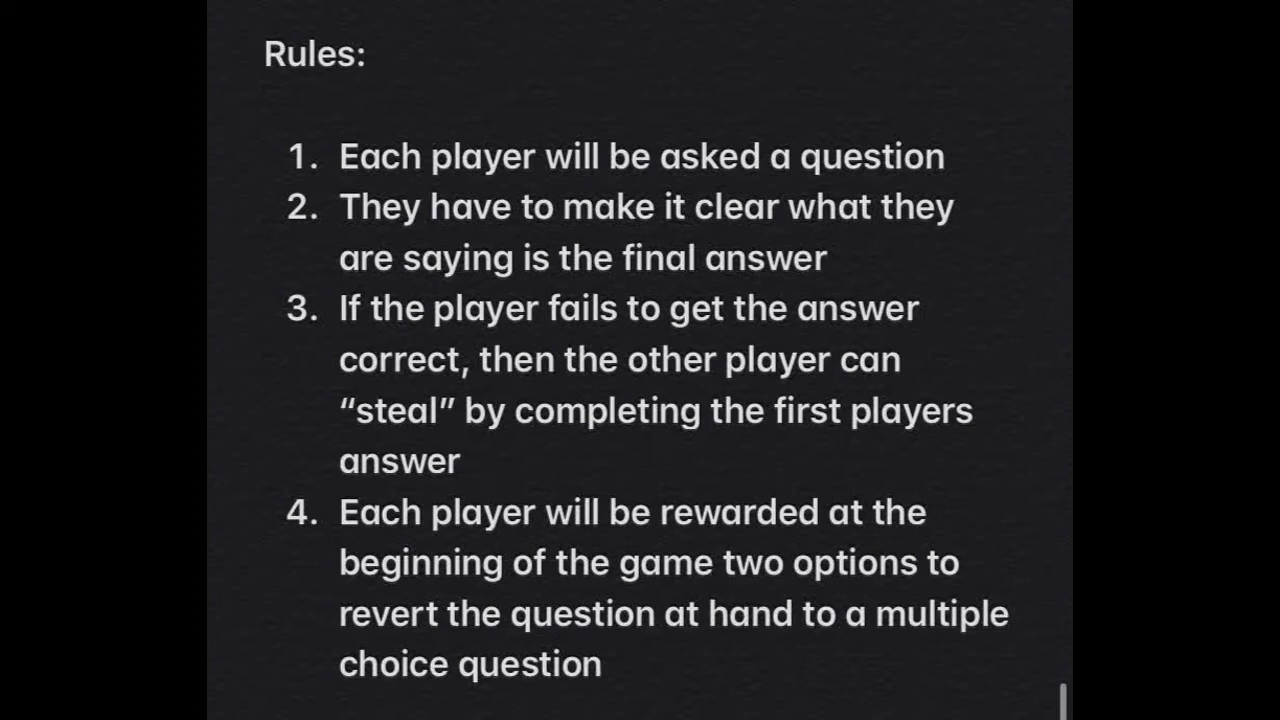 Rules:
1. Each player will be asked a question
2. They have to make it clear what they
are saying is the final answer
3. If the player fails to get the answer
correct, then the other player can
“steal” by completing the first players
answer
4. Each player will be rewarded at the
beginning of the game two options to
revert the question at hand to a multiple
choice question